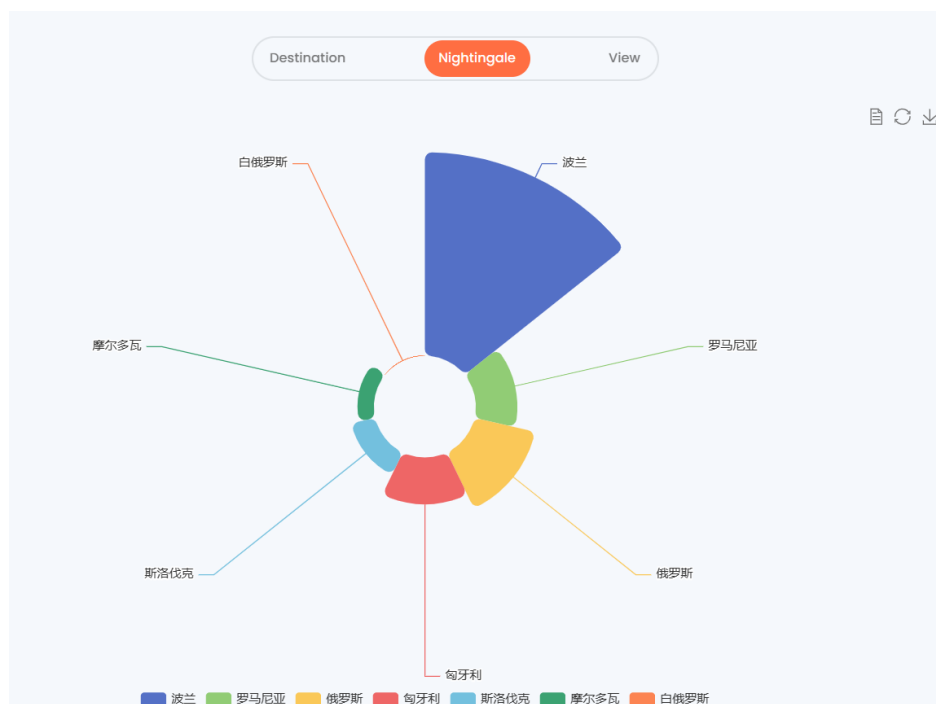 Destination Nightingale View
白俄罗斯 波兰
摩尔多瓦 罗马尼亚
斯洛伐克 俄罗斯
匈牙利
波兰 罗马尼亚 俄罗斯 匈牙利 斯洛伐克 摩尔多瓦 白俄罗斯